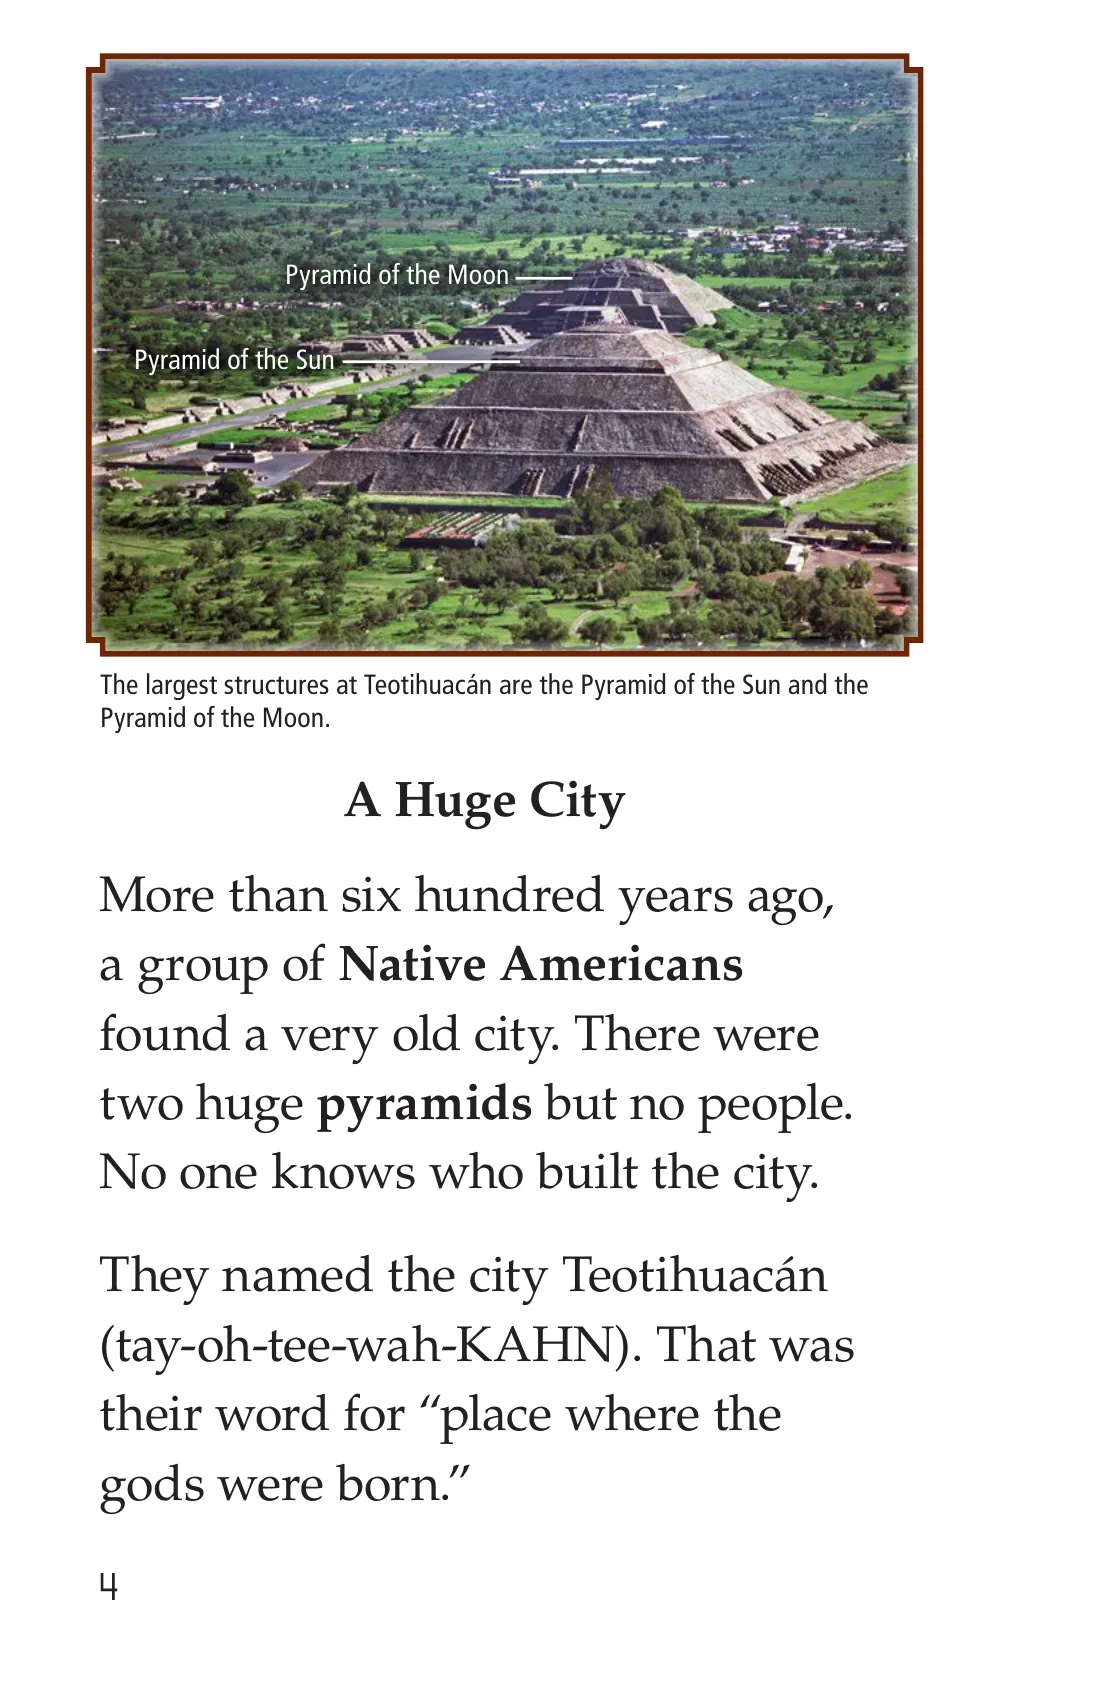 Pyramid of the Moon
Pyramid of the Sun
The largest structures at Teotihuacán are the Pyramid of the Sun and the
Pyramid of the Moon.
A Huge City
More than six hundred years ago,
a group of Native Americans
found a very old city. There were
two huge pyramids but no people.
No one knows who built the city.
They named the city Teotihuacán
(tay-oh-tee-wah-KAHN). That was
their word for “place where the
gods were born.”
4